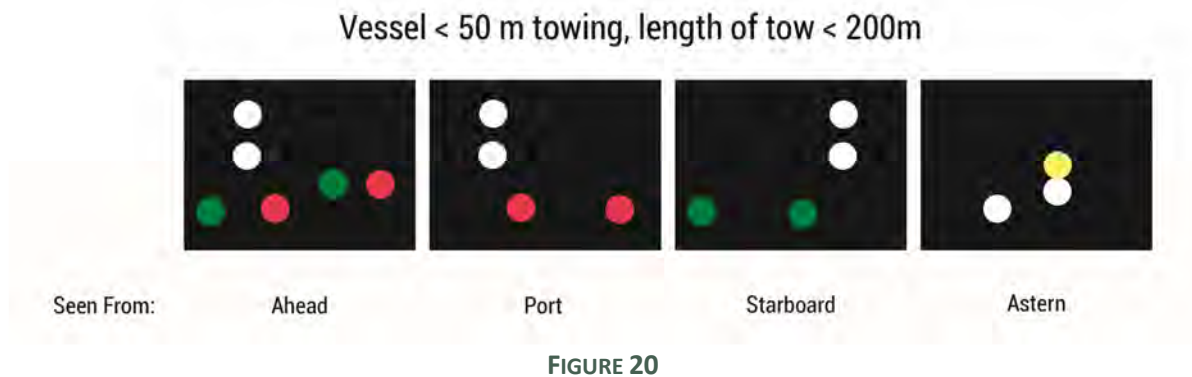 Vessel < 50 m towing, length of tow < 200m
Seen From: Ahead Port Starboard Astern
FIGURE 20